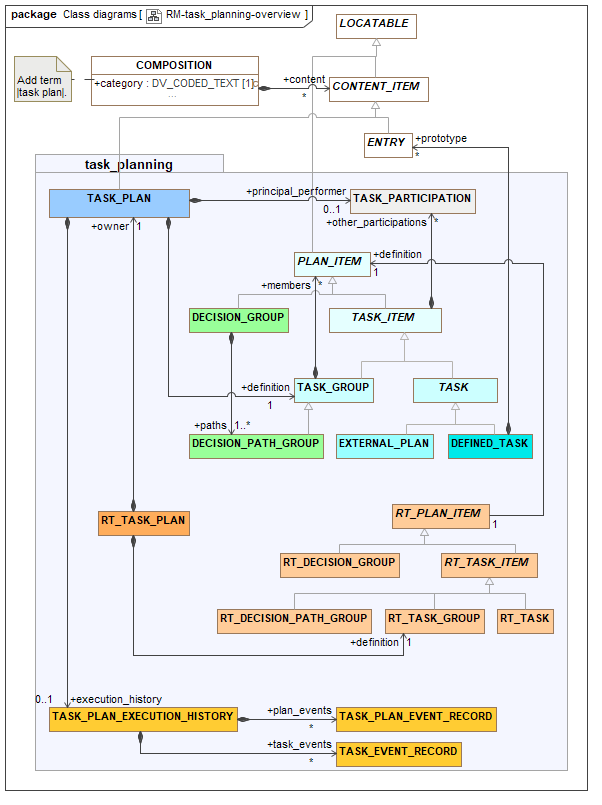 package Class diagrams [ RM-task_planning-overview ]
LOCATABLE
Add term
|task plan|.
COMPOSITION
+category : DV_CODED_TEXT [1]
...
+content
*
CONTENT_ITEM
ENTRY
+prototype
*
task_planning
TASK_PLAN
+principal_performer
0..1
TASK_PARTICIPATION
+owner
1
+other_participations
*
PLAN_ITEM
+definition
1
+members
*
DECISION_GROUP
TASK_ITEM
+definition
1
TASK_GROUP
TASK
+paths
1..*
DECISION_PATH_GROUP
EXTERNAL_PLAN
DEFINED_TASK
RT_TASK_PLAN
RT_PLAN_ITEM
1
RT_DECISION_GROUP
RT_TASK_ITEM
RT_DECISION_PATH_GROUP
RT_TASK_GROUP
RT_TASK
+definition
1
0..1
+execution_history
TASK_PLAN_EXECUTION_HISTORY
+plan_events
*
TASK_PLAN_EVENT_RECORD
+task_events
*
TASK_EVENT_RECORD